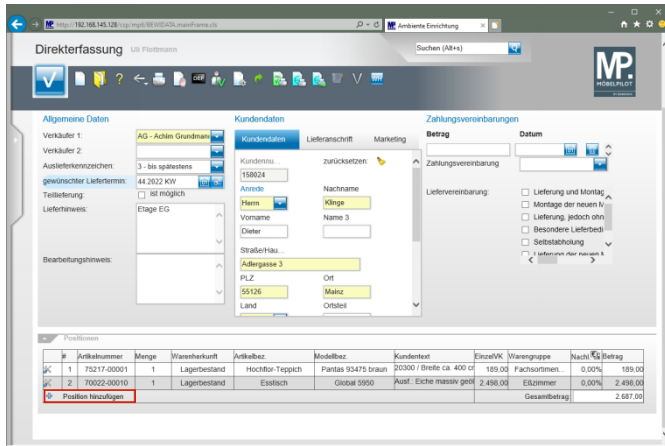 http://192.168.145.128/ccp/mp6/BEWIDATA.mainFrame.cls
Ambiente Einrichtung
Direkterfassung Uli Flottmann
Suchen (Alt+s)
MP.
MÖBELPILOT
Allgemeine Daten
Verkäufer 1: AG - Achim Grundmann
Verkäufer 2:
Auslieferkennzeichen: 3 - bis spätestens
gewünschter Liefertermin: 44.2022 KW
Teillieferung: ist möglich
Lieferhinweis: Etage EG
Bearbeitungshinweis:
Kundendaten
Kundendaten Lieferanschrift Marketing
Kundennu... zurücksetzen:
158024
Anrede Nachname
Herrn Klinge
Vorname Name 3
Dieter
Straße/Hau...
Adlergasse 3
PLZ Ort
55126 Mainz
Land Ortsteil
Zahlungsvereinbarungen
Betrag Datum
Zahlungsvereinbarung
Liefervereinbarung: Lieferung und Montag
Montage der neuen M
Lieferung, jedoch ohn
Besondere Lieferbedi
Selbstabholung
Lieferung der neuen M
Positionen
# Artikelnummer Menge Warenherkunft Artikelbez. Modellbez. Kundentext EinzelVK Warengruppe Nachl Betrag
1 75217-00001 1 Lagerbestand Hochflor-Teppich Pantas 93475 braun 20300 / Breite ca. 400 cr 189,00 Fachsortimen... 0,00% 189,00
2 70022-00010 1 Lagerbestand Esstisch Global 5950 Ausf.: Eiche massiv geöl 2.498,00 Eßzimmer 0,00% 2.498,00
Position hinzufügen Gesamtbetrag: 2.687,00